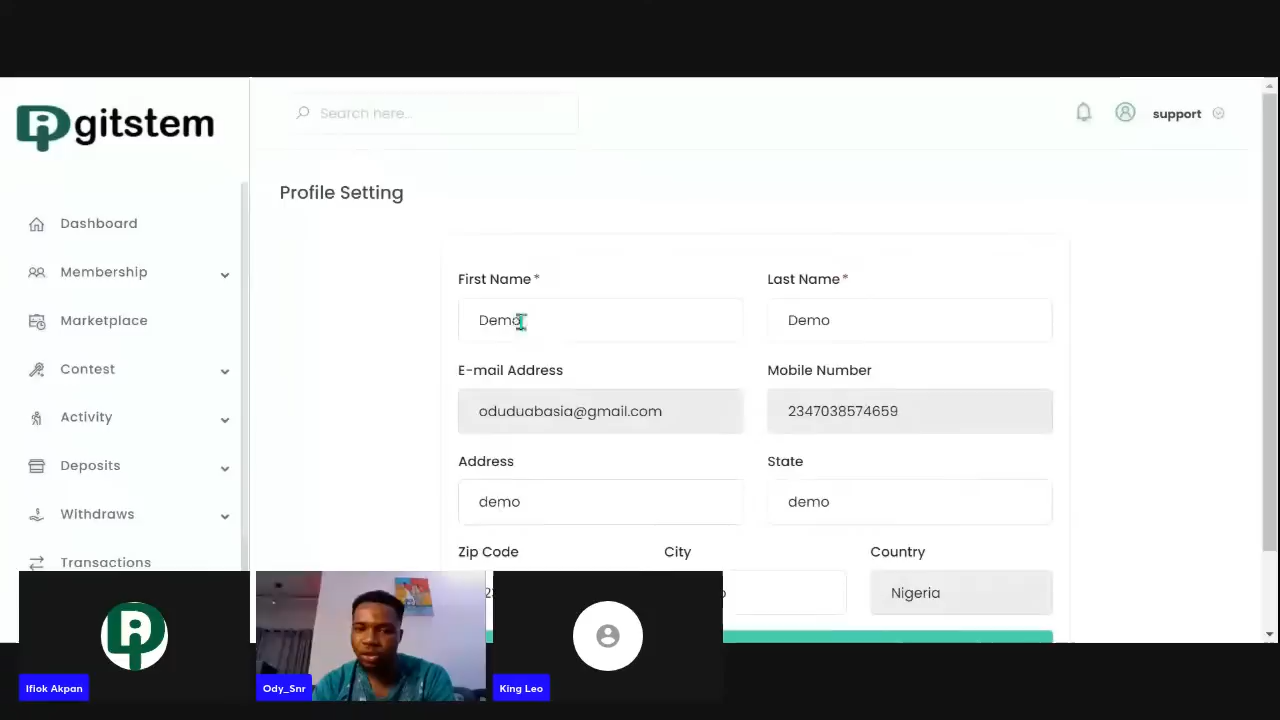 Digitstem
Search here...
support
Profile Setting
Dashboard
Membership
Marketplace
Contest
Activity
Deposits
Withdraws
Transactions
First Name *
Last Name *
Demo
Demo
E-mail Address
Mobile Number
oduduabasia@gmail.com
2347038574659
Address
State
demo
demo
Zip Code
City
Country
Nigeria
Ifiok Akpan
Ody_Snr
King Leo